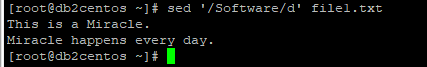 [root@db2centos ~]# sed '/Software/d' file1.txt
This is a Miracle.
Miracle happens every day.
[root@db2centos ~]#